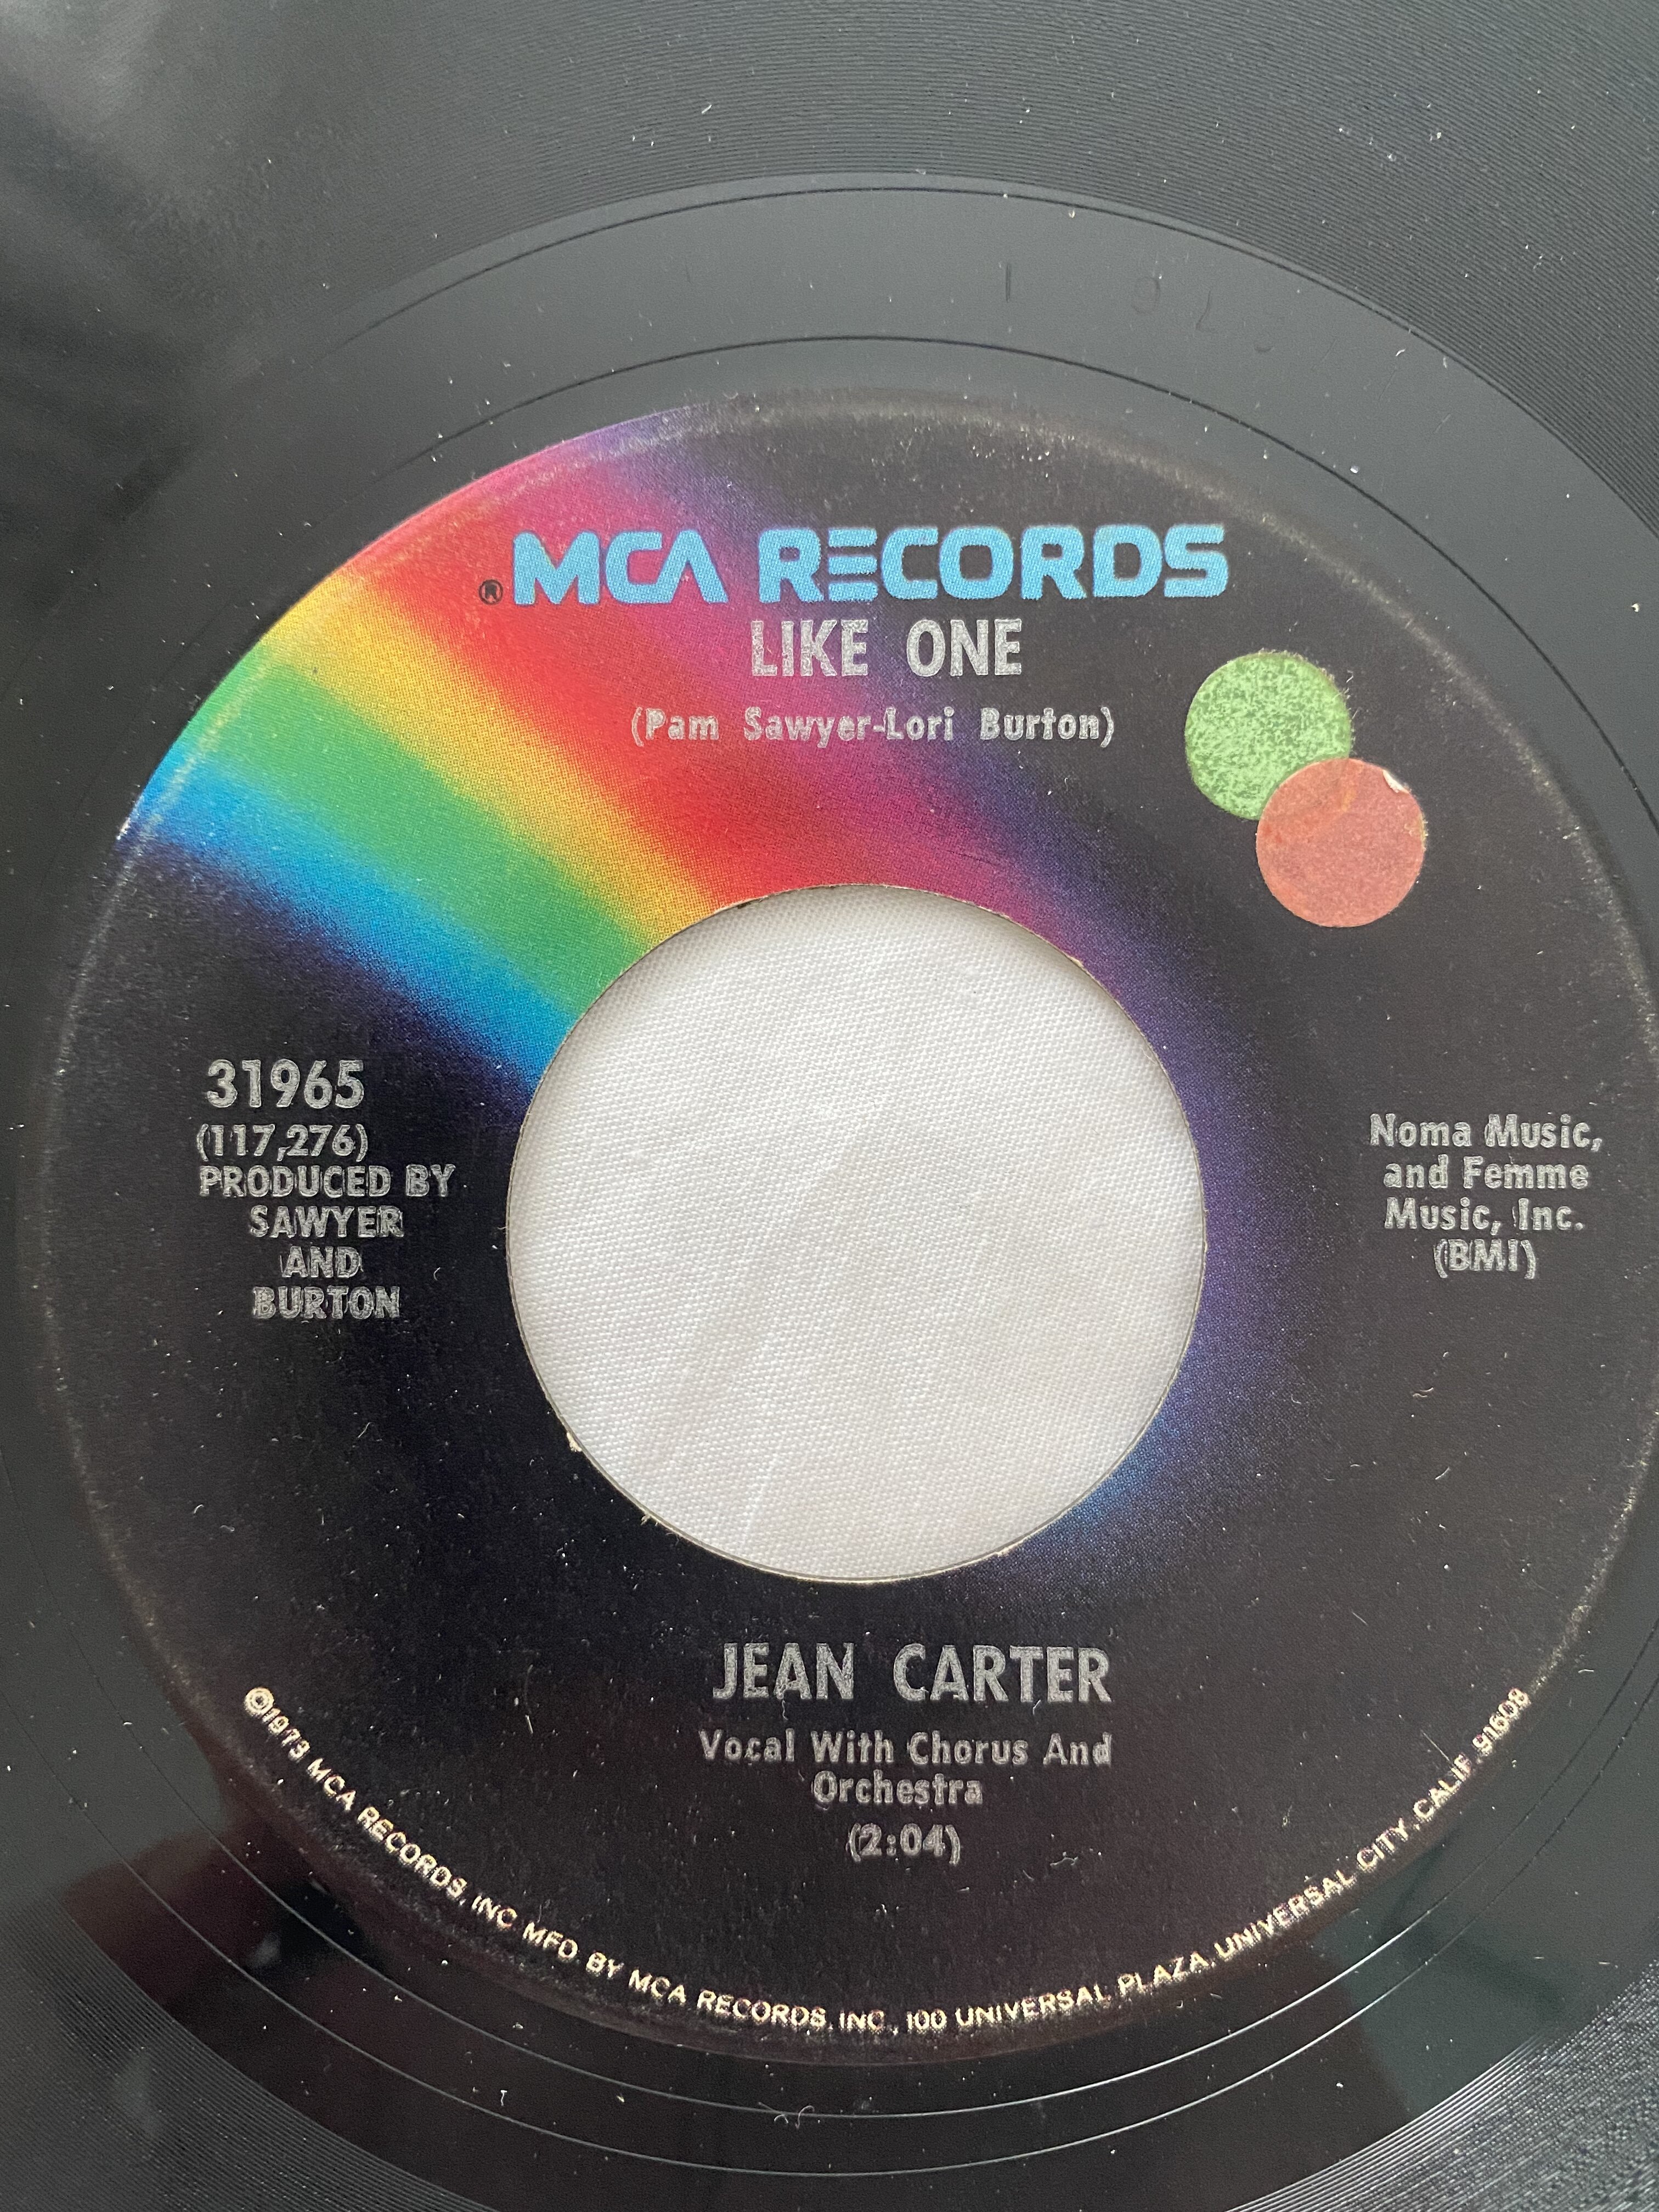 ® MCA RECORDS
LIKE ONE
(Pam Sawyer-Lori Burton)
31965
(117,276)
PRODUCED BY
SAWYER
AND
BURTON
Noma Music,
and Femme
Music, Inc.
(BMI)
JEAN CARTER
Vocal With Chorus And
Orchestra
(2:04)
©1973 MCA RECORDS, INC MFD BY MCA RECORDS, INC., 100 UNIVERSAL PLAZA, UNIVERSAL CITY, CALIF. 91608